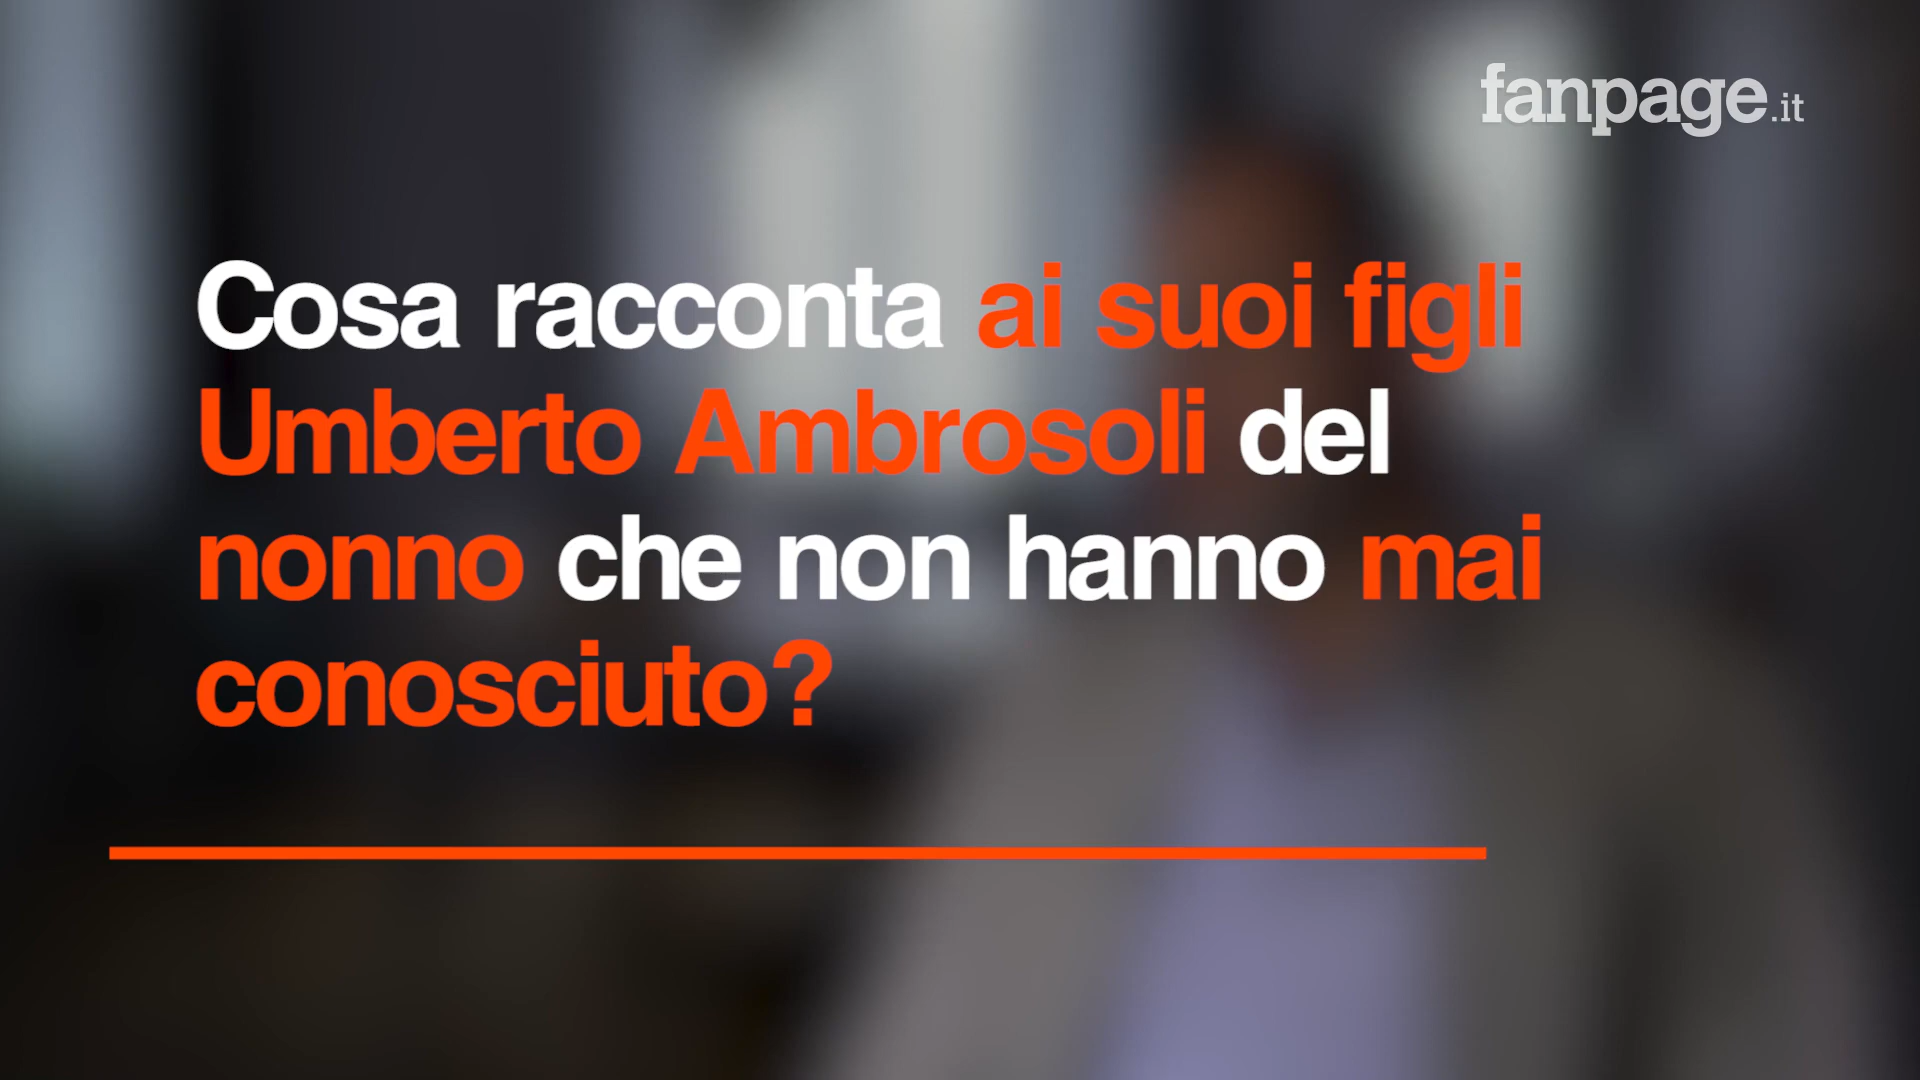 fanpage.it
Cosa racconta ai suoi figli
Umberto Ambrosoli del
nonno che non hanno mai
conosciuto?